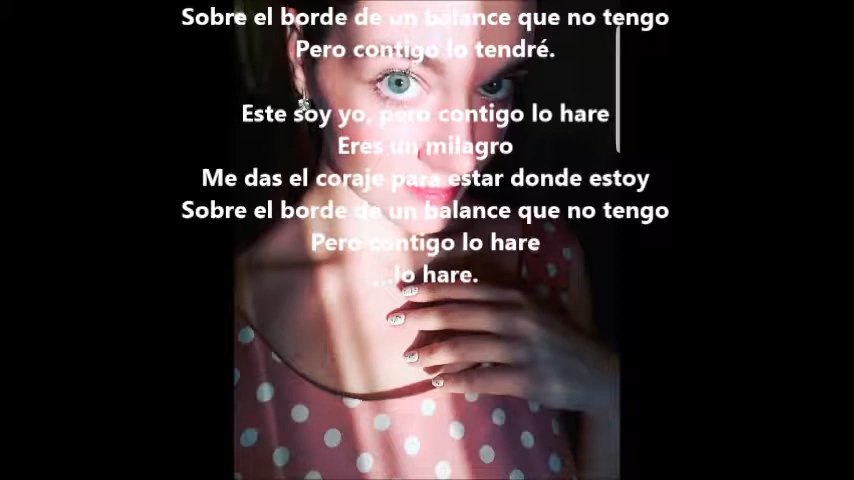 Sobre el borde de un balance que no tengo
Pero contigo lo tendré.
Este soy yo, pero contigo lo hare
Eres un milagro
Me das el coraje para estar donde estoy
Sobre el borde de un balance que no tengo
Pero contigo lo hare
...lo hare.